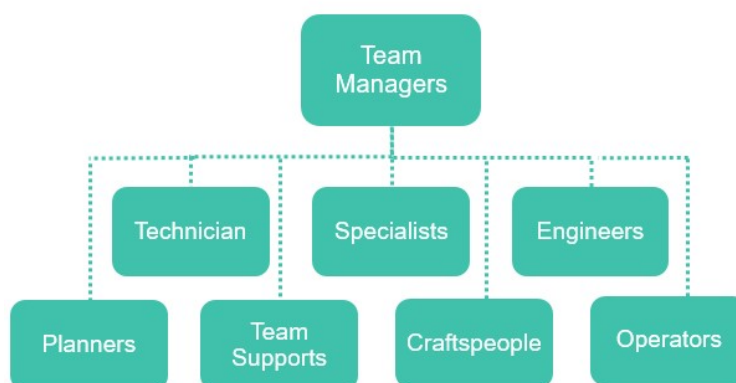 Team
Managers
Technician
Specialists
Engineers
Planners
Team
Supports
Craftspeople
Operators